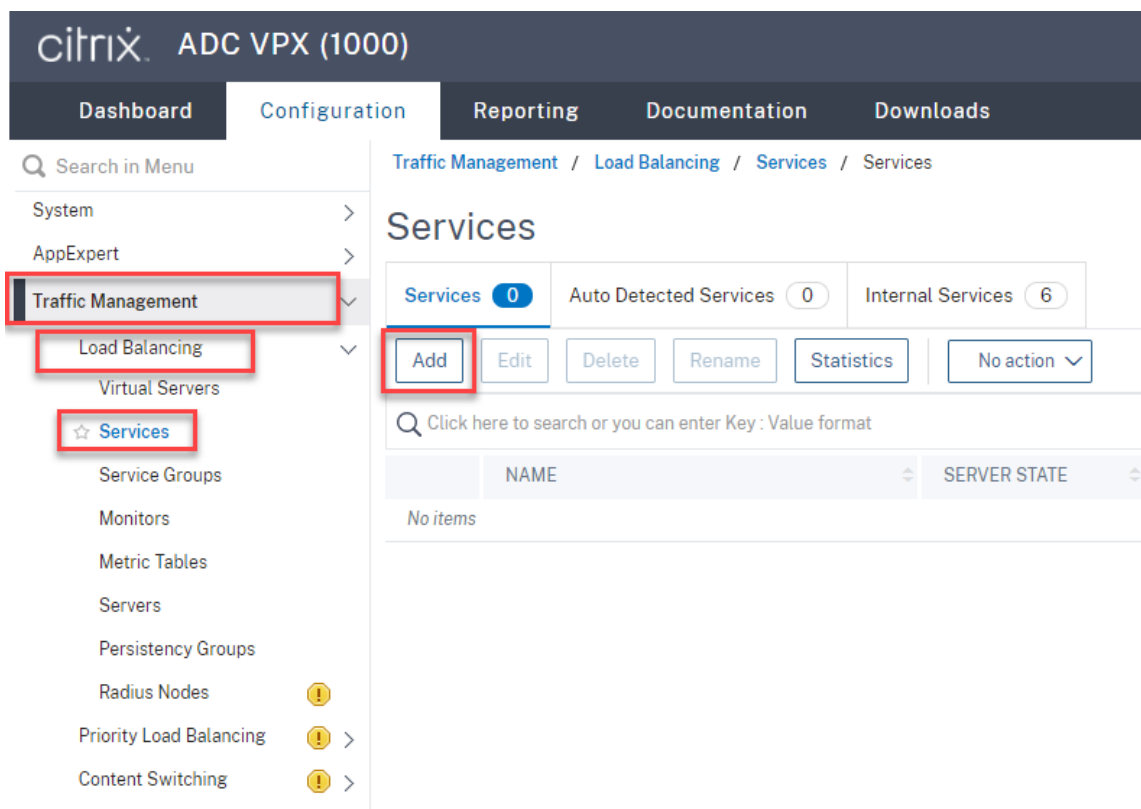 citrix. ADC VPX (1000)
Dashboard Configuration Reporting Documentation Downloads
Search in Menu
System
AppExpert
Traffic Management
Load Balancing
Virtual Servers
Services
Service Groups
Monitors
Metric Tables
Servers
Persistency Groups
Radius Nodes
Priority Load Balancing
Content Switching
Traffic Management / Load Balancing / Services / Services
Services
Services 0 Auto Detected Services 0 Internal Services 6
Add Edit Delete Rename Statistics No action
Click here to search or you can enter Key : Value format
NAME SERVER STATE
No items